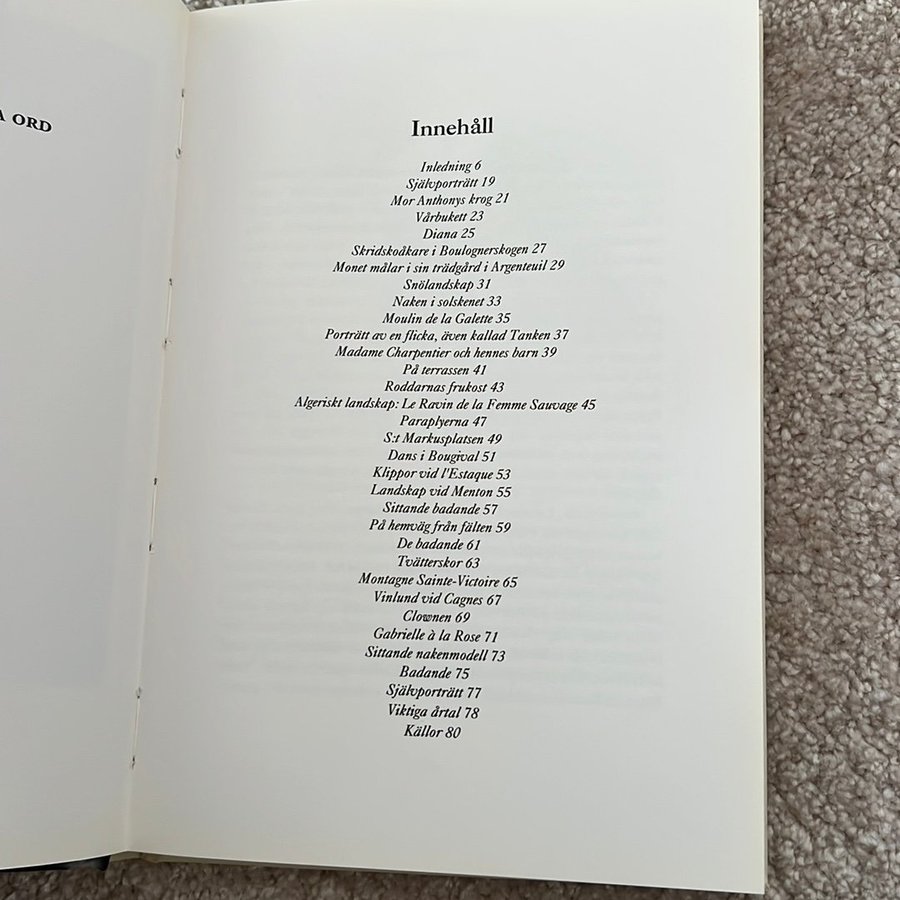 A ORD
Innehåll
Inledning 6
Självporträtt 19
Mor Anthonys krog 21
Vårbukett 23
Diana 25
Skridskoåkare i Boulognerskogen 27
Monet målar i sin trädgård i Argenteuil 29
Snölandskap 31
Naken i solskenet 33
Moulin de la Galette 35
Porträtt av en flicka, även kallad Tanken 37
Madame Charpentier och hennes barn 39
På terrassen 41
Roddarnas frukost 43
Algeriskt landskap: Le Ravin de la Femme Sauvage 45
Paraplyerna 47
S:t Markusplatsen 49
Dans i Bougival 51
Klippor vid l'Estaque 53
Landskap vid Menton 55
Sittande badande 57
På hemväg från fälten 59
De badande 61
Tvätterskor 63
Montagne Sainte-Victoire 65
Vinlund vid Cagnes 67
Clownen 69
Gabrielle à la Rose 71
Sittande nakenmodell 73
Badande 75
Självporträtt 77
Viktiga årtal 78
Källor 80